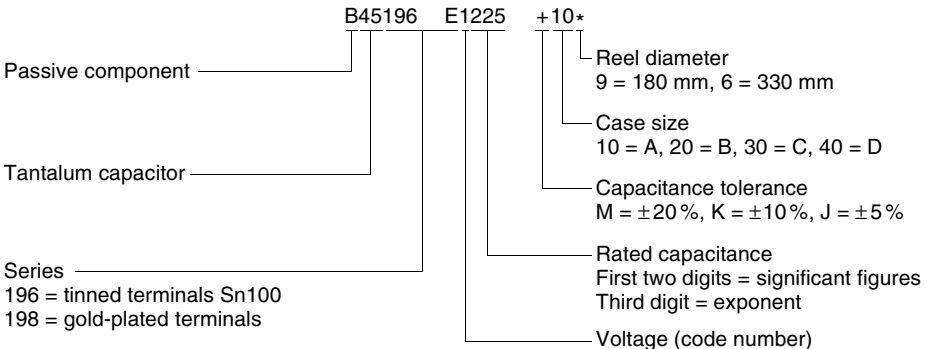 B45196 E1225 +10*
Passive component
Tantalum capacitor
Series
196 = tinned terminals Sn100
198 = gold-plated terminals
Reel diameter
9 = 180 mm, 6 = 330 mm
Case size
10 = A, 20 = B, 30 = C, 40 = D
Capacitance tolerance
M = ±20%, K = ±10%, J = ±5%
Rated capacitance
First two digits = significant figures
Third digit = exponent
Voltage (code number)